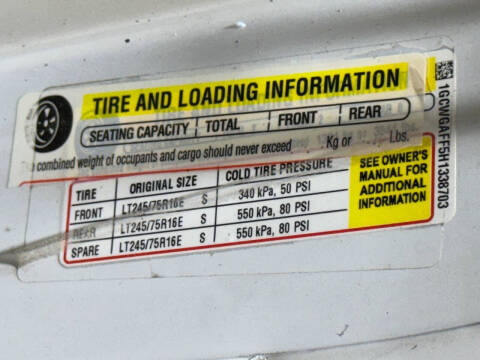 TIRE AND LOADING INFORMATION
SEATING CAPACITY TOTAL FRONT REAR
combined weight of occupants and cargo should never exceed Kg or Lbs.
TIRE ORIGINAL SIZE COLD TIRE PRESSURE
FRONT LT245/75R16E S 340 kPa, 50 PSI
REAR LT245/75R16E S 550 kPa, 80 PSI
SPARE LT245/75R16E S 550 kPa, 80 PSI
SEE OWNER'S
MANUAL FOR
ADDITIONAL
INFORMATION
1GCWGAFF5H1338703